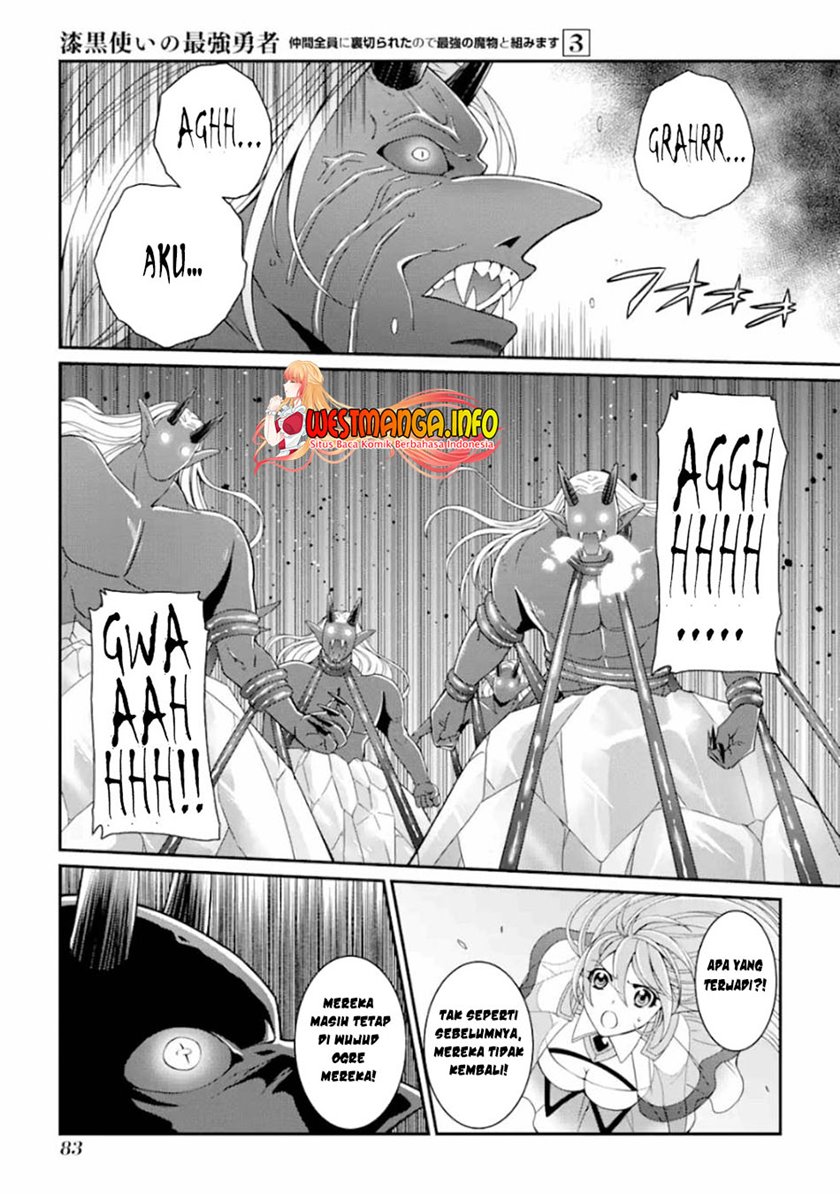 漆黒使いの最強勇者 仲間全員に裏切られたので最強の魔物と組みます 3
GRAHRR...
AGHH...
AKU...
フオオオォ
WESTMANGA.INFO
Situs Baca Komik Berbahasa Indonesia
AGGH
HHHH
.....
GWA
AAH
HHH!!
APA YANG
TERJADI?!
TAK SEPERTI
SEBELUMNYA,
MEREKA TIDAK
KEMBALI!
MEREKA
MASIH TETAP
DI WUJUD
OGRE
MEREKA!
83